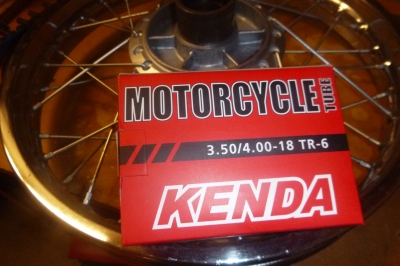 MOTORCYCLE TUBE
3.50/4.00-18 TR-6
KENDA